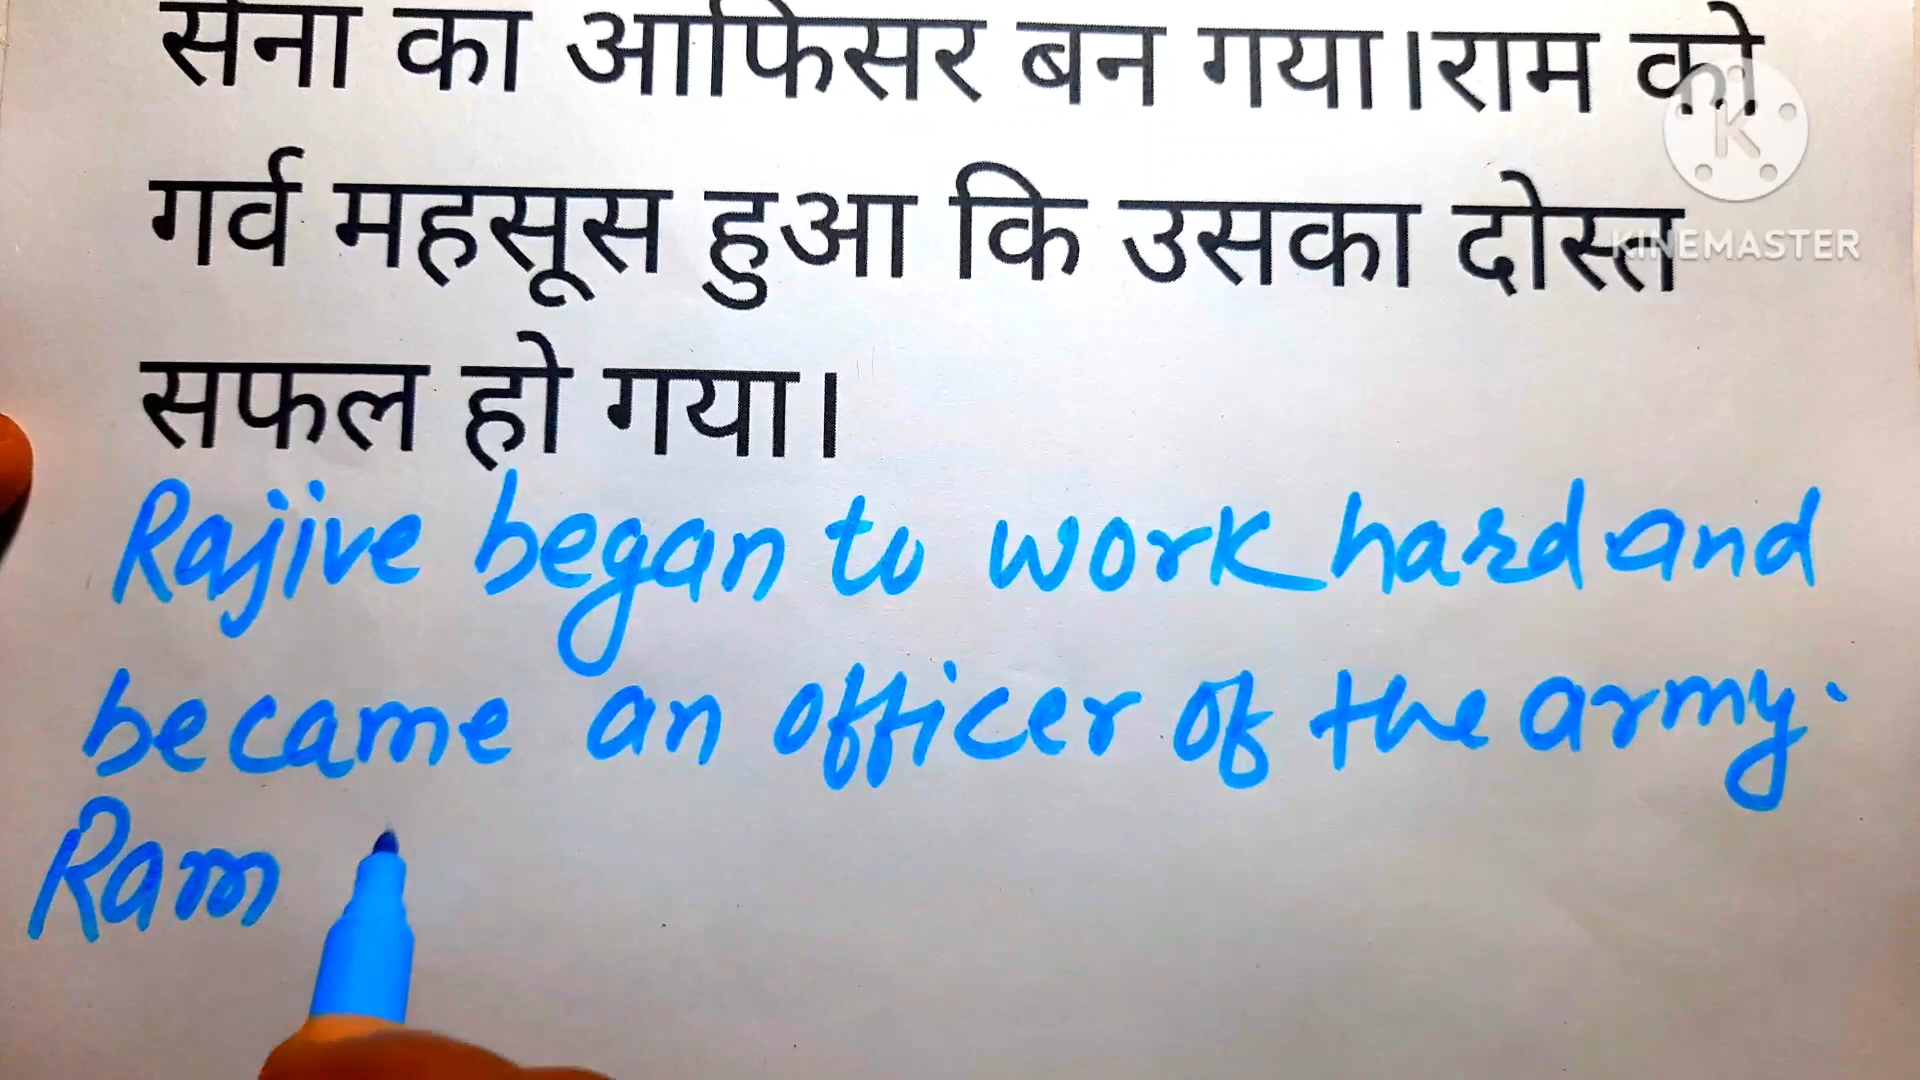 सेना का आफिसर बन गया।राम को
गर्व महसूस हुआ कि उसका दोस्त
सफल हो गया।
Rajive began to work hard and
became an officer of the army.
Ram
KINEMASTER